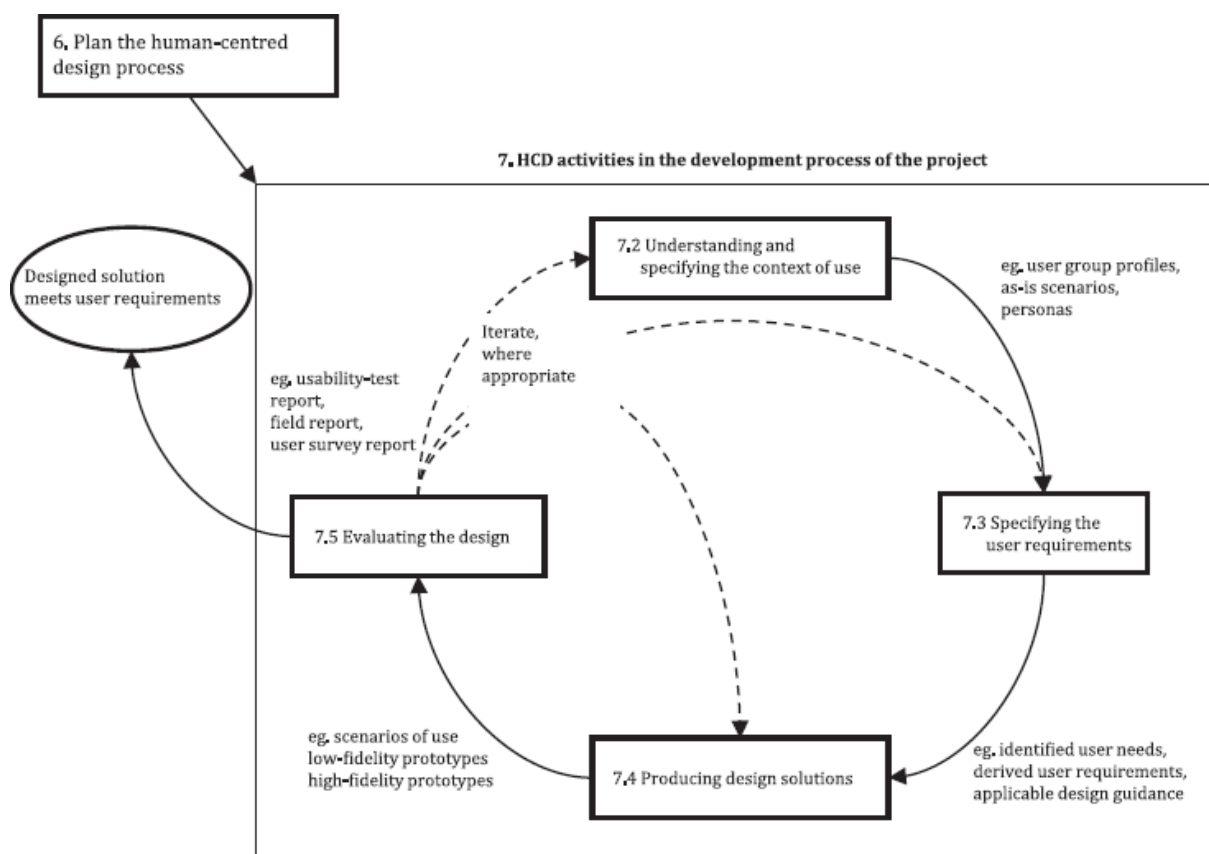 6. Plan the human-centred
design process
7. HCD activities in the development process of the project
7.2 Understanding and
specifying the context of use
eg. user group profiles,
as-is scenarios,
personas
Designed solution
meets user requirements
Iterate,
where
appropriate
eg. usability-test
report,
field report,
user survey report
7.3 Specifying the
user requirements
7.5 Evaluating the design
eg. scenarios of use
low-fidelity prototypes
high-fidelity prototypes
7.4 Producing design solutions
eg. identified user needs,
derived user requirements,
applicable design guidance